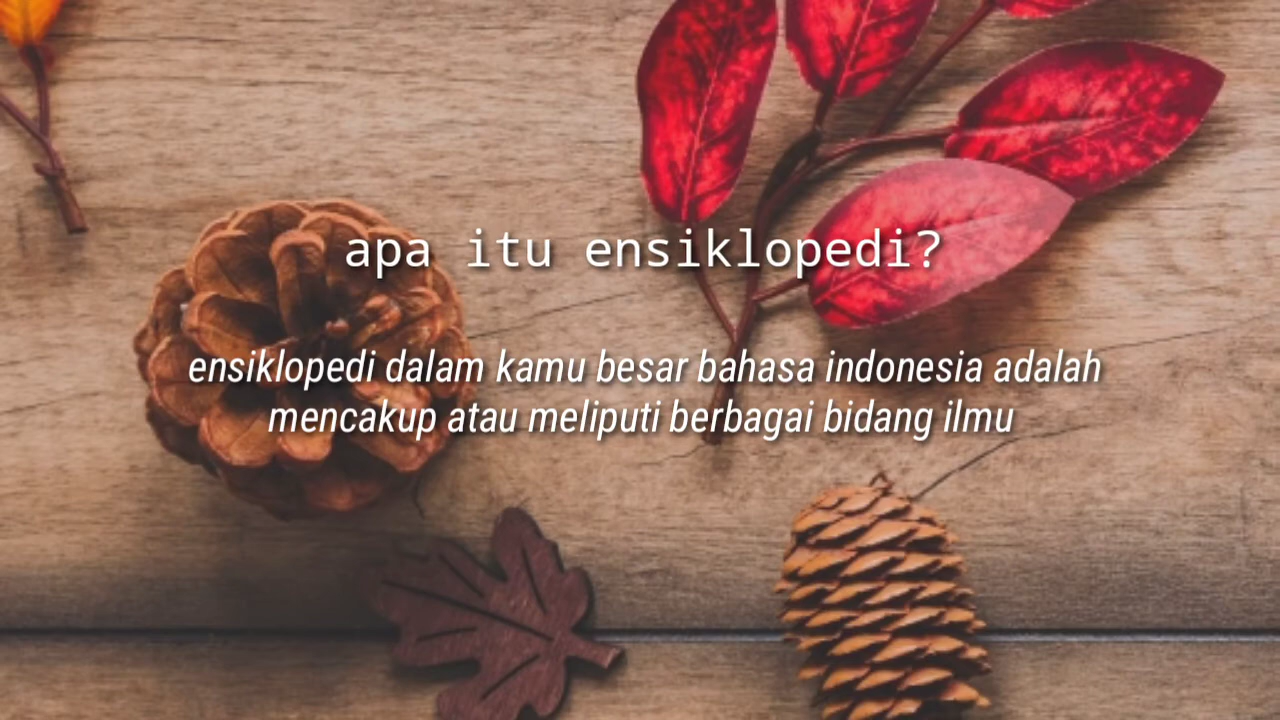 apa itu ensiklopedi?
ensiklopedi dalam kamu besar bahasa indonesia adalah
mencakup atau meliputi berbagai bidang ilmu